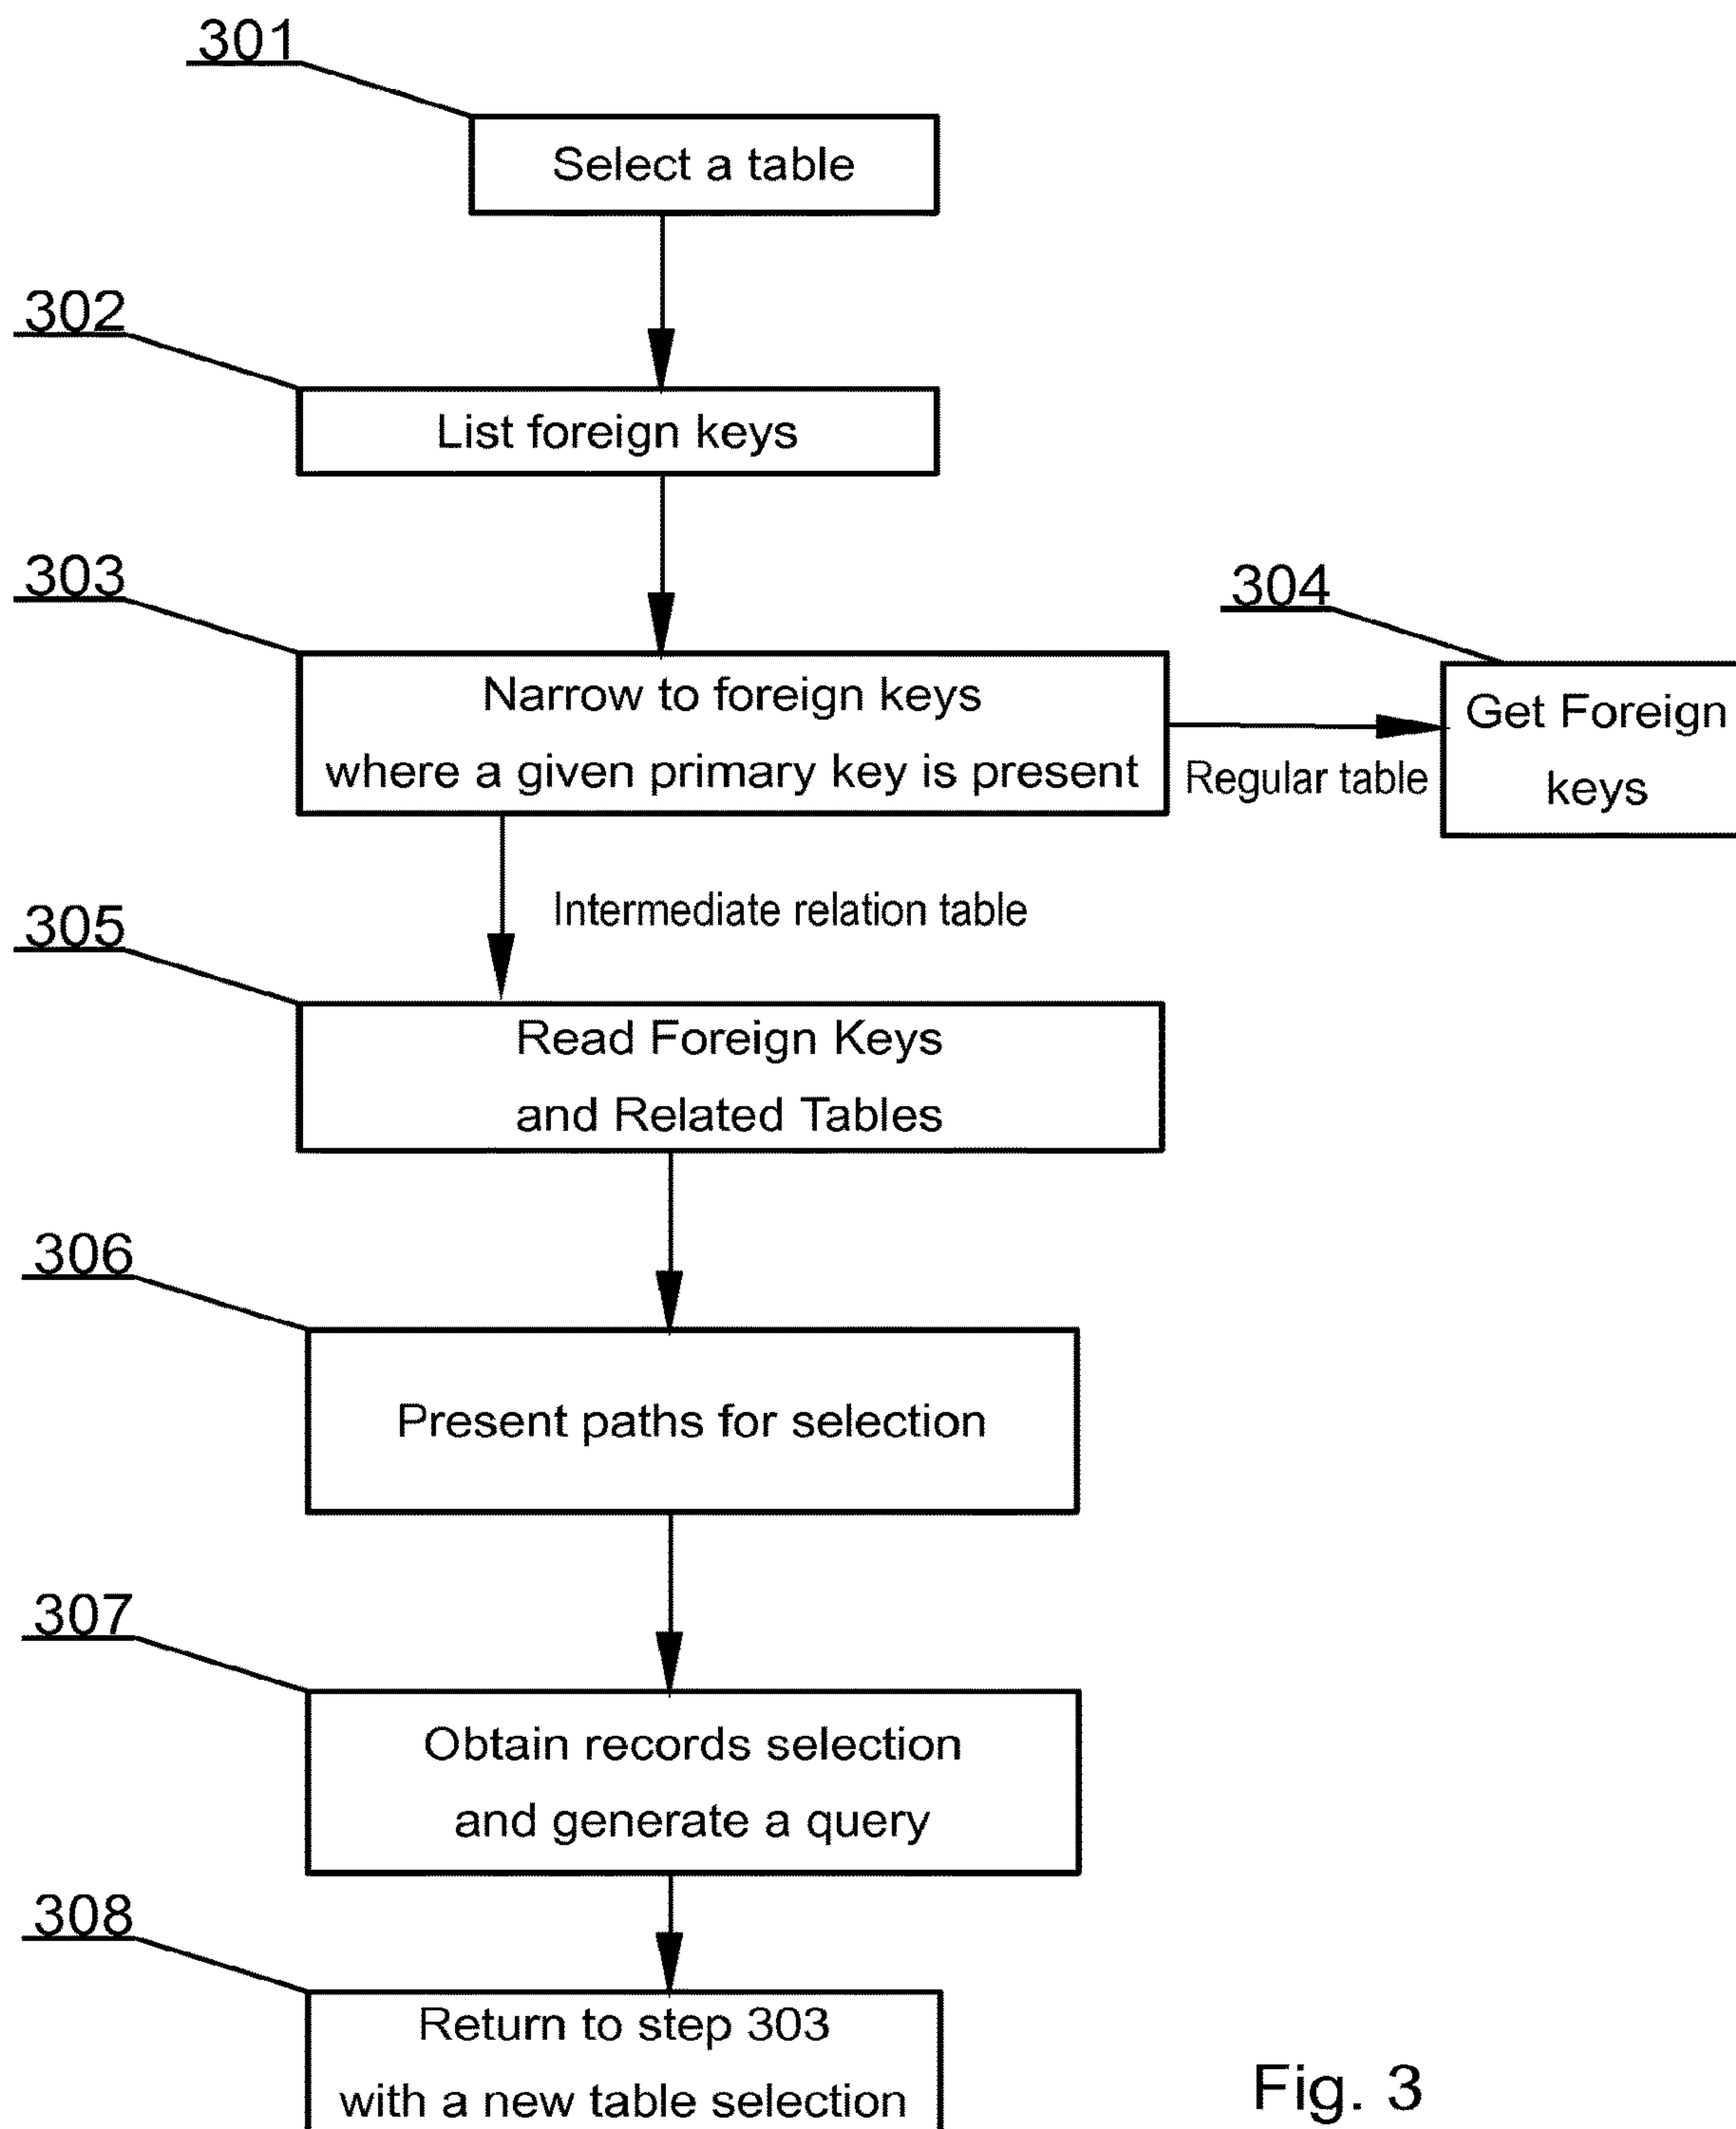 301
Select a table
302
List foreign keys
303
Narrow to foreign keys
where a given primary key is present
304
Get Foreign
keys
Regular table
Intermediate relation table
305
Read Foreign Keys
and Related Tables
306
Present paths for selection
307
Obtain records selection
and generate a query
308
Return to step 303
with a new table selection
Fig. 3